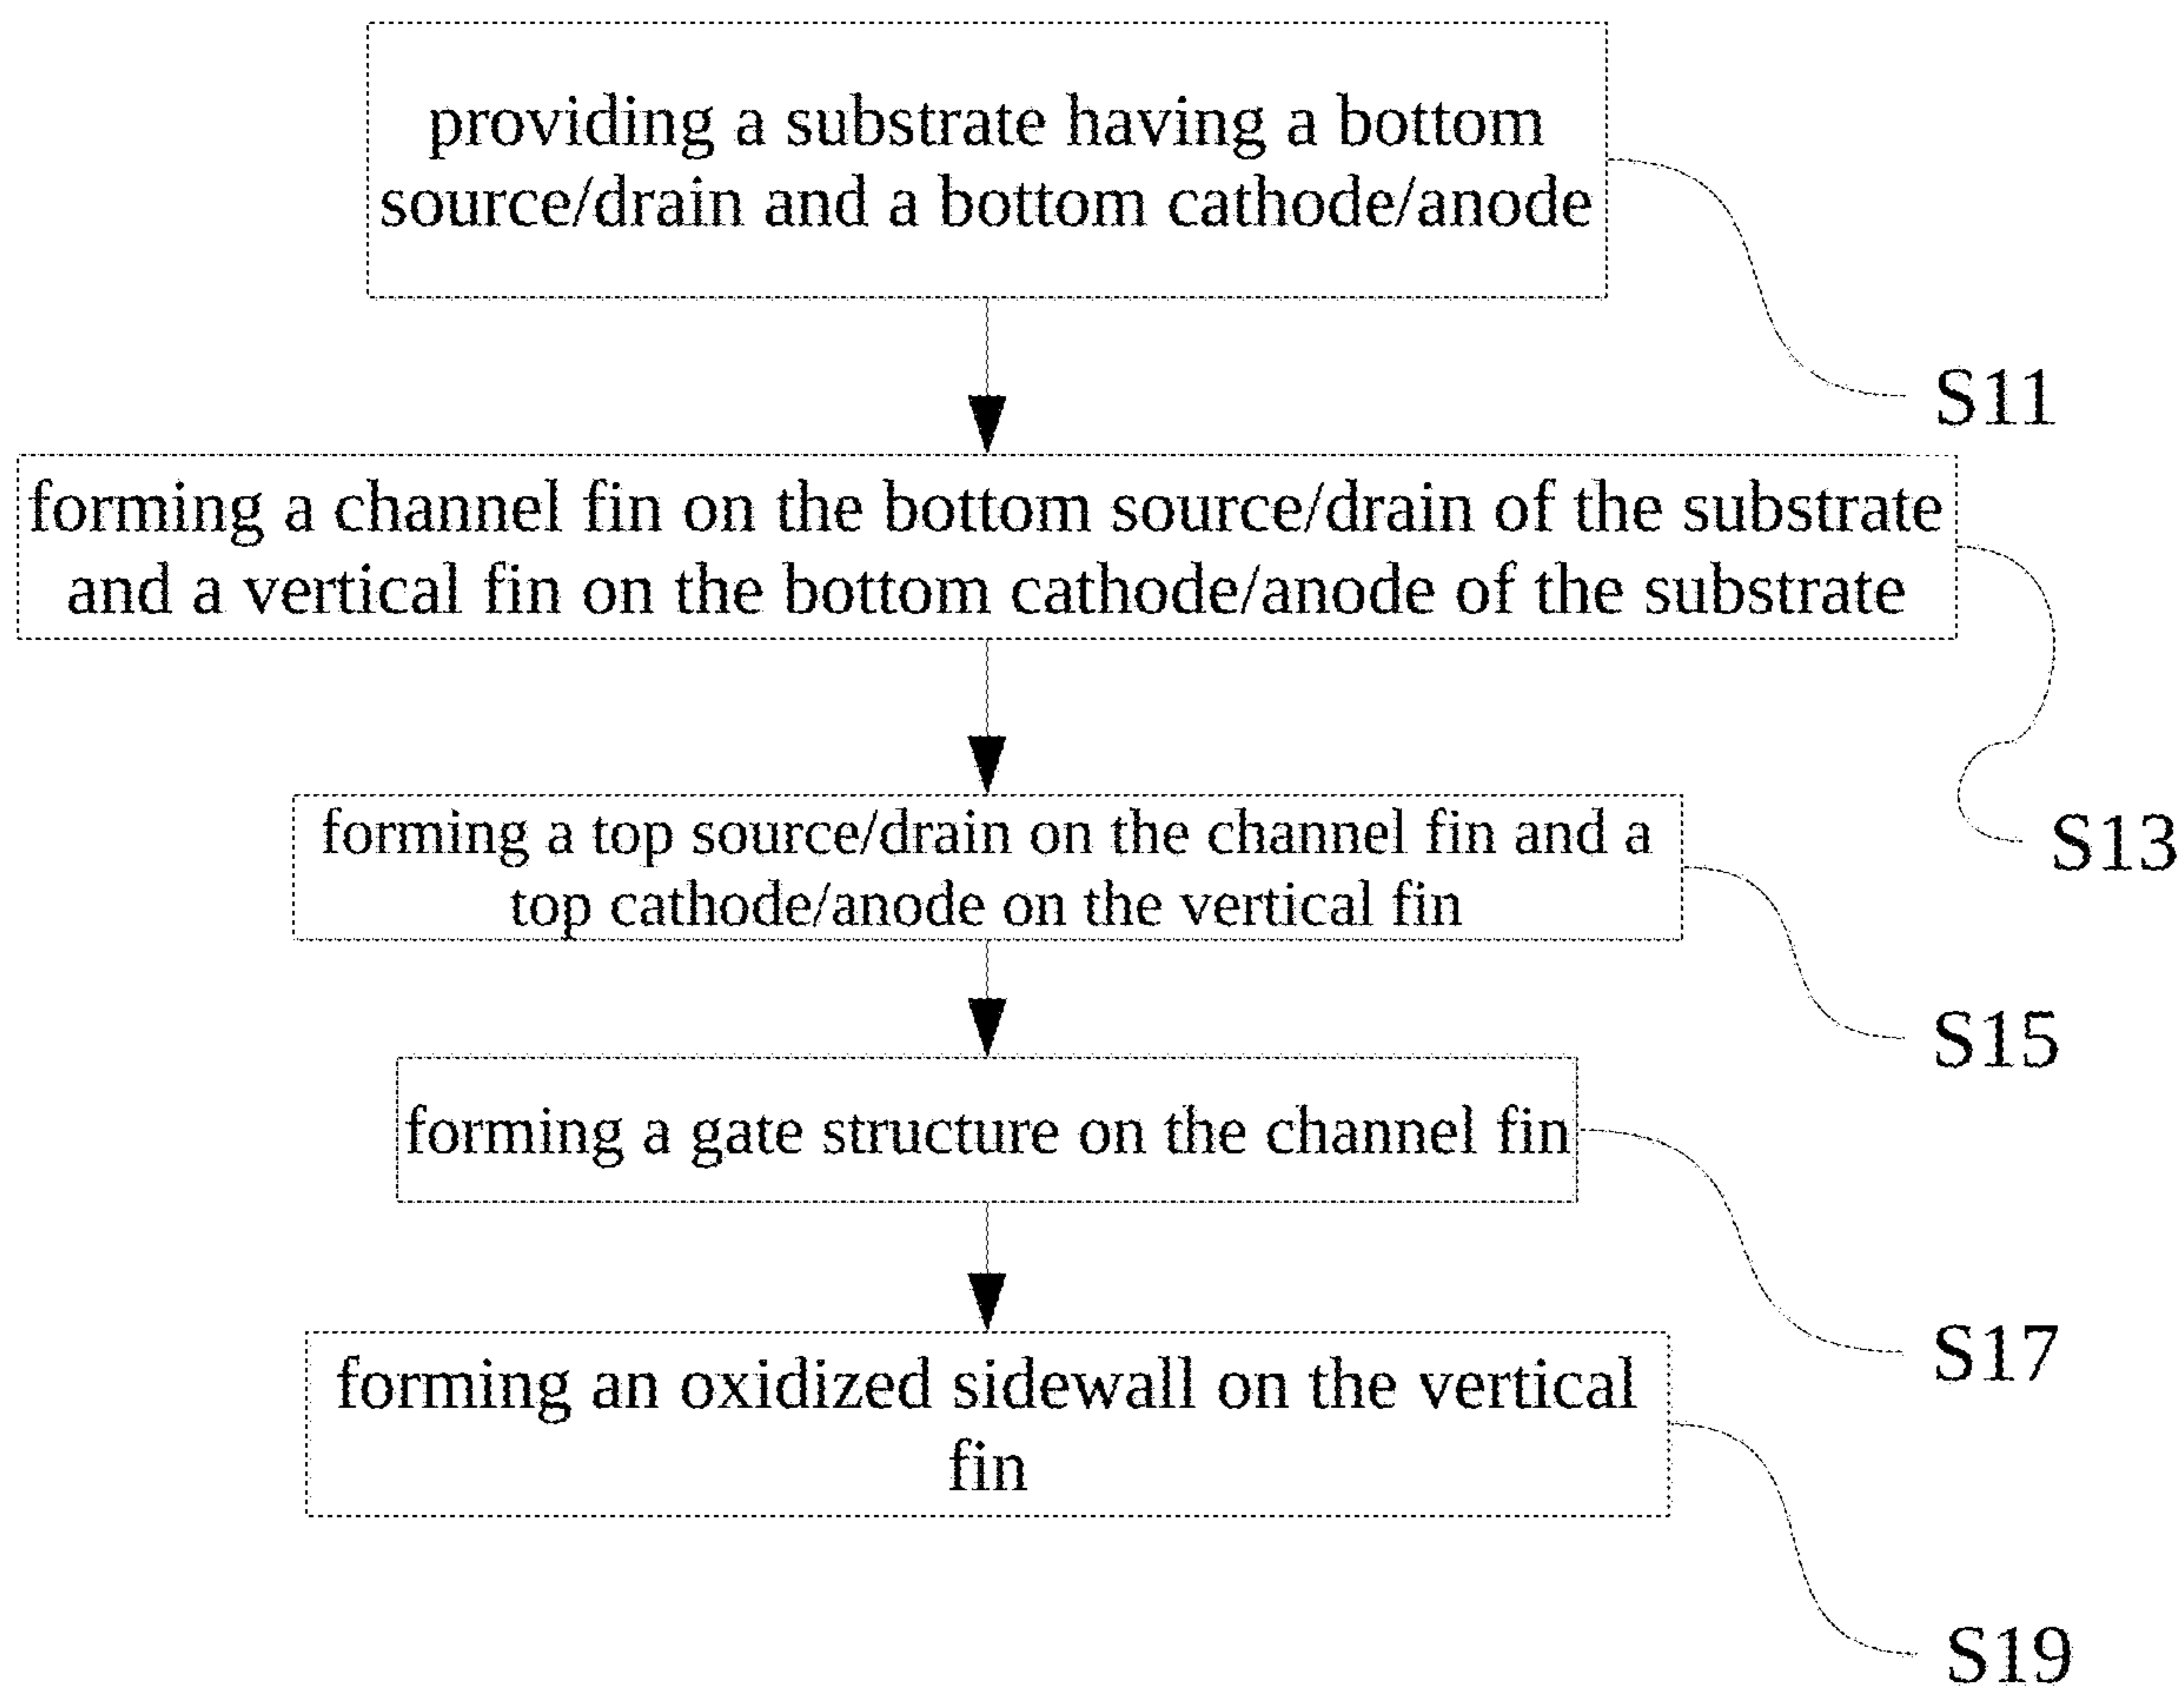 providing a substrate having a bottom
source/drain and a bottom cathode/anode
S11
forming a channel fin on the bottom source/drain of the substrate
and a vertical fin on the bottom cathode/anode of the substrate
S13
forming a top source/drain on the channel fin and a
top cathode/anode on the vertical fin
S15
forming a gate structure on the channel fin
S17
forming an oxidized sidewall on the vertical
fin
S19